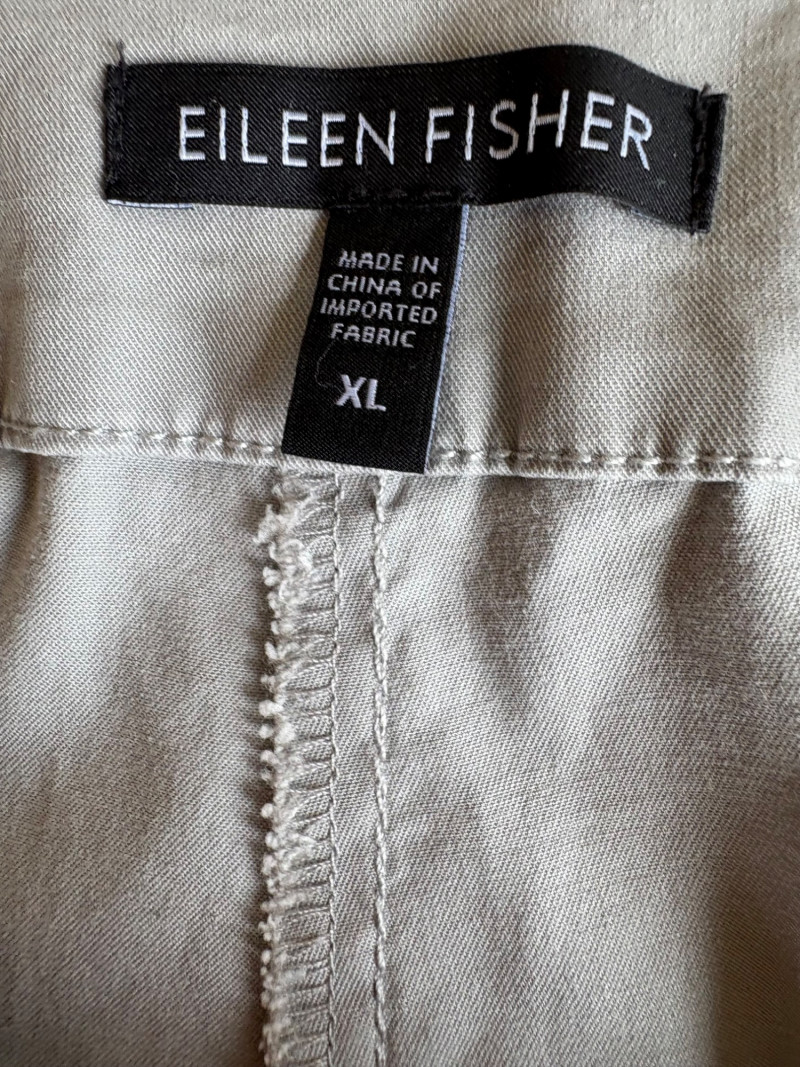 EILEEN FISHER
MADE IN
CHINA OF
IMPORTED
FABRIC
XL